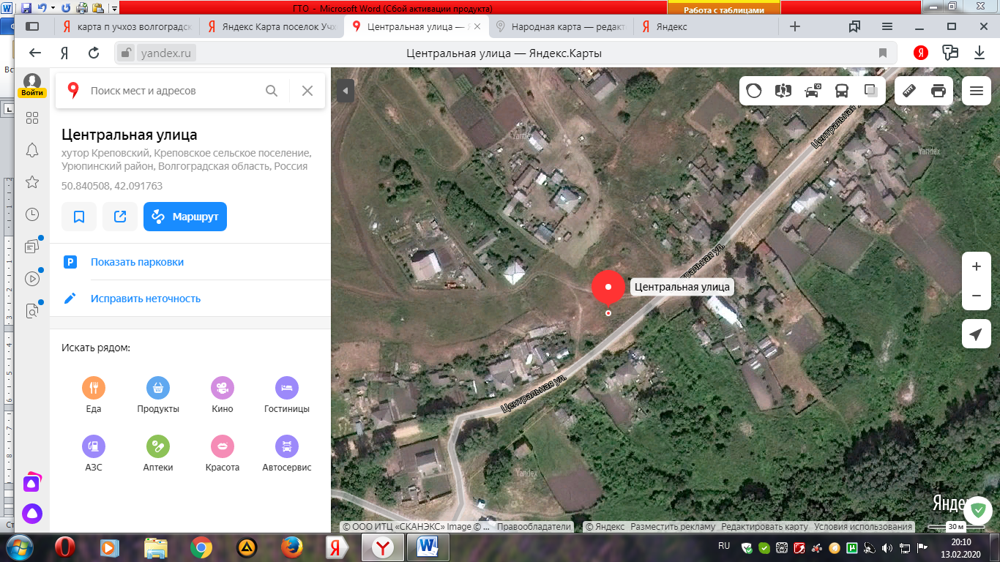 ГТО - Microsoft Word (Сбой активации продукта)
Работа с таблицами
карта п учхоз волгоградск
Яндекс Карта поселок Учх
Центральная улица — Я
Народная карта — редакт
Яндекс
yandex.ru
Центральная улица — Яндекс.Карты
Войти
Поиск мест и адресов
Центральная улица
хутор Креповский, Креповское сельское поселение,
Урюпинский район, Волгоградская область, Россия
50.840508, 42.091763
Маршрут
Показать парковки
Исправить неточность
Искать рядом:
Еда
Продукты
Кино
Гостиницы
АЗС
Аптеки
Красота
Автосервис
Yandex
Yandex
Центральная ул.
Центральная улица
Центральная ул.
Yandex
© ООО ИТЦ «СКАНЭКС» Image © ...
Правообладатели
© Яндекс
Разместить рекламу
Редактировать карту
Условия использования
30 м
RU
20:10
13.02.2020